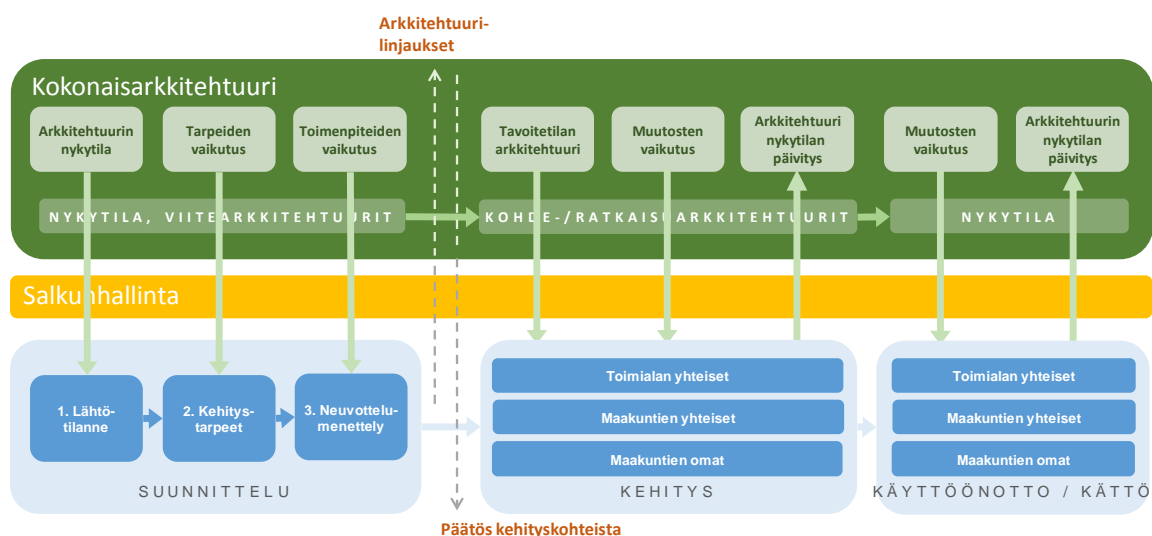 Arkkitehtuuri-
linjaukset
Kokonaisarkkitehtuuri
Arkkitehtuurin
nykytila
Tarpeiden
vaikutus
Toimenpiteiden
vaikutus
Tavoitetilan
arkkitehtuuri
Muutosten
vaikutus
Arkkitehtuuri
nykytilan
päivitys
Muutosten
vaikutus
Arkkitehtuurin
nykytilan
päivitys
NYKYTILA, VIITEARKKITEHTUURIT
KOHDE-/RATKAISUARKKITEHTUURIT
NYKYTILA
Salkunhallinta
1. Lähtö-
tilanne
2. Kehitys-
tarpeet
3. Neuvottelu-
menettely
SUUNNITTELU
Toimialan yhteiset
Maakuntien yhteiset
Maakuntien omat
KEHITYS
Toimialan yhteiset
Maakuntien yhteiset
Maakuntien omat
KÄYTTÖÖNOTTO / KÄTTÖ
Päätös kehityskohteista